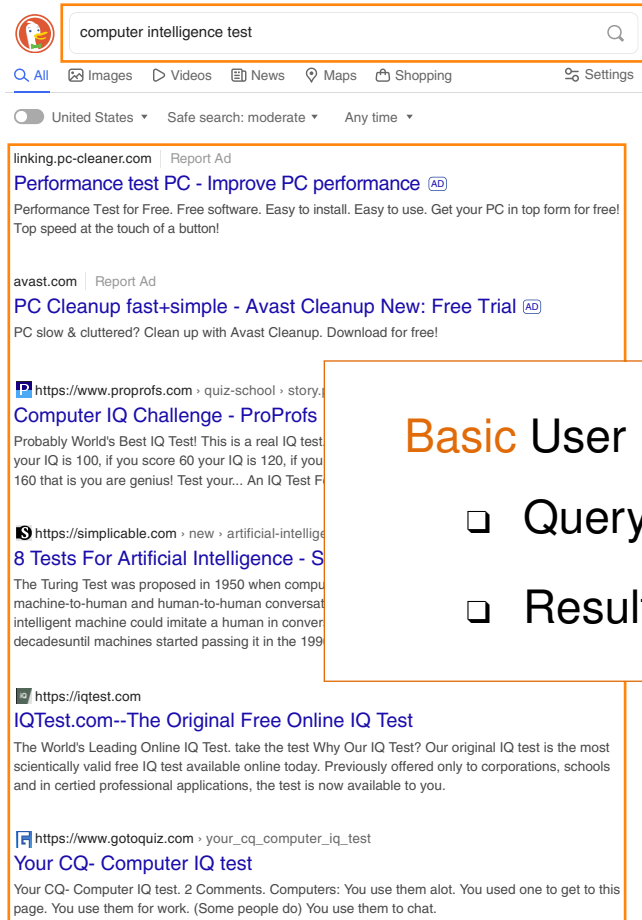 computer intelligence test
All Images Videos News Maps Shopping Settings
United States Safe search: moderate Any time
linking.pc-cleaner.com Report Ad
Performance test PC - Improve PC performance AD
Performance Test for Free. Free software. Easy to install. Easy to use. Get your PC in top form for free!
Top speed at the touch of a button!
avast.com Report Ad
PC Cleanup fast+simple - Avast Cleanup New: Free Trial AD
PC slow & cluttered? Clean up with Avast Cleanup. Download for free!
https://www.proprofs.com › quiz-school › story.
Computer IQ Challenge - ProProfs
Probably World's Best IQ Test! This is a real IQ test.
your IQ is 100, if you score 60 your IQ is 120, if you
160 that is you are genius! Test your... An IQ Test
https://simplicable.com › new ›
8 Tests For Artificial Intelligence -
The Turing Test was proposed in 1950 when
machine-to-human and human-to-human
intelligent machine could imitate a human in
decadesuntil machines started passing it in the
Basic User
Query
https://iqtest.com
IQTest.com--The Original Free Online IQ Test
The World's Leading Online IQ Test. take the test Why Our IQ Test? Our original IQ test is the most
scientically valid free IQ test available online today. Previously offered only to corporations, schools
and in certied professional applications, the test is now available to you.
https://www.gotoquiz.com › your_cq_computer_iq_test
Your CQ- Computer IQ test
Your CQ- Computer IQ test. 2 Comments. Computers: You use them alot. You used one to get to this
page. You use them for work. (Some people do) You use them to chat.